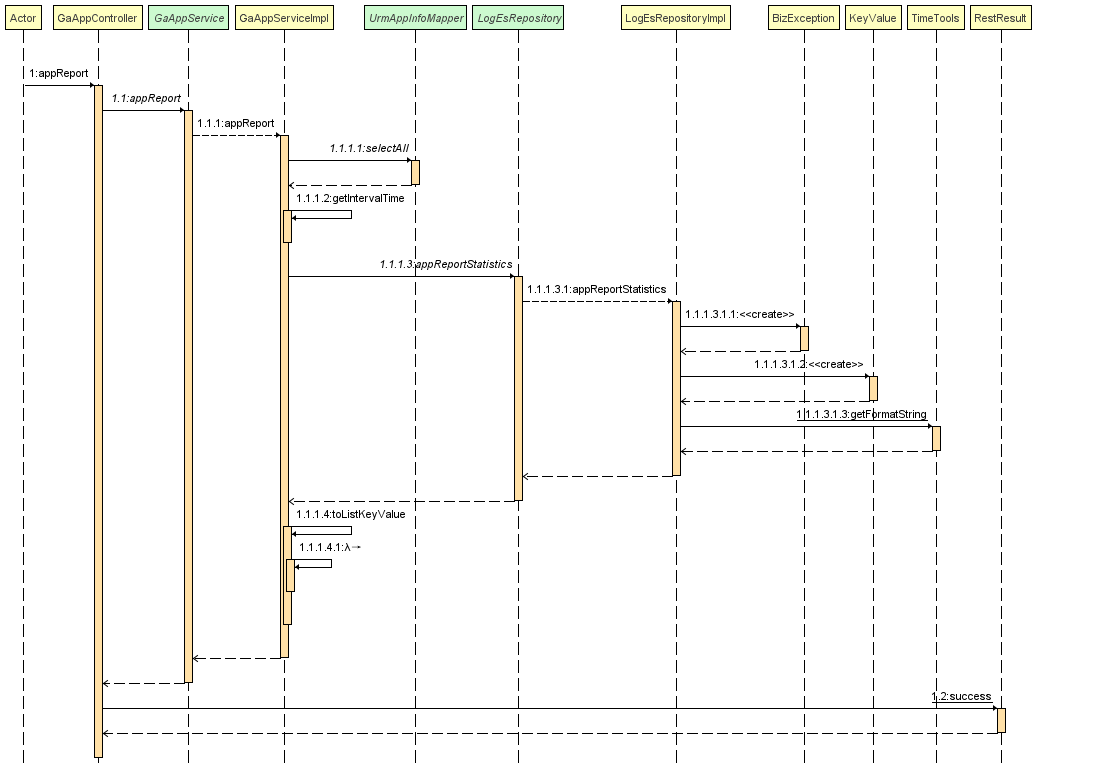 Actor GaAppController GaAppService GaAppServiceImpl UrmAppInfoMapper LogEsRepository LogEsRepositoryImpl BizException KeyValue TimeTools RestResult
1:appReport
1.1:appReport
1.1.1:appReport
1.1.1.1:selectAll
1.1.1.2:getIntervalTime
1.1.1.3:appReportStatistics
1.1.1.3.1:appReportStatistics
1.1.1.3.1.1:<<create>>
1.1.1.3.1.2:<<create>>
1.1.1.3.1.3:getFormatString
1.1.1.4:toListKeyValue
1.1.1.4.1:λ→
1.2:success